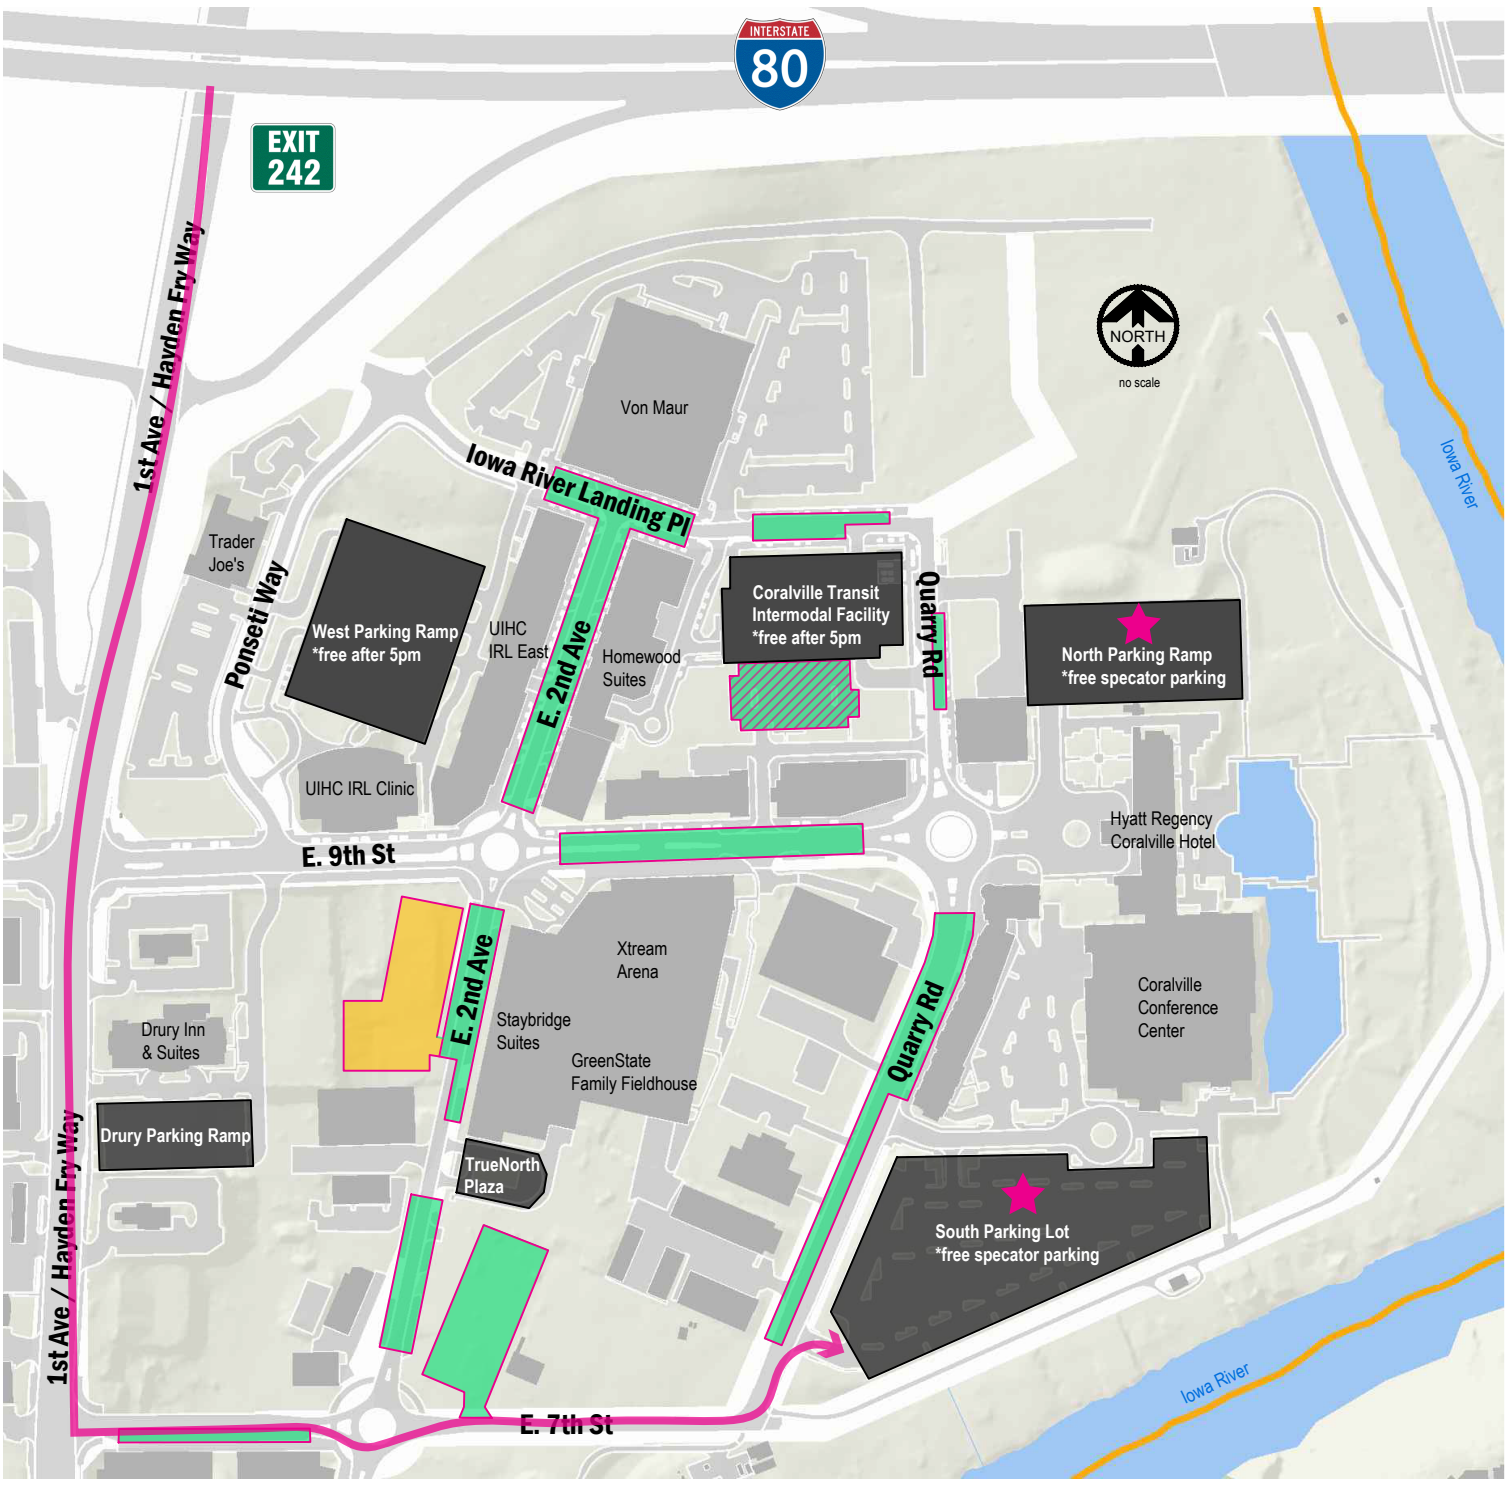 INTERSTATE
80
EXIT
242
1st Ave / Hayden Fry Way
NORTH
no scale
Von Maur
Iowa River Landing Pl
Iowa River
Trader
Joe's
Ponseti Way
West Parking Ramp
*free after 5pm
UIHC
IRL East
E. 2nd Ave
Homewood
Suites
Coralville Transit
Intermodal Facility
*free after 5pm
Quarry Rd
North Parking Ramp
*free specator parking
UIHC IRL Clinic
Hyatt Regency
Coralville Hotel
E. 9th St
E. 2nd Ave
Xtream
Arena
Staybridge
Suites
GreenState
Family Fieldhouse
Quarry Rd
Coralville
Conference
Center
Drury Inn
& Suites
Drury Parking Ramp
TrueNorth
Plaza
1st Ave / Hayden Fry Way
South Parking Lot
*free specator parking
Iowa River
E. 7th St